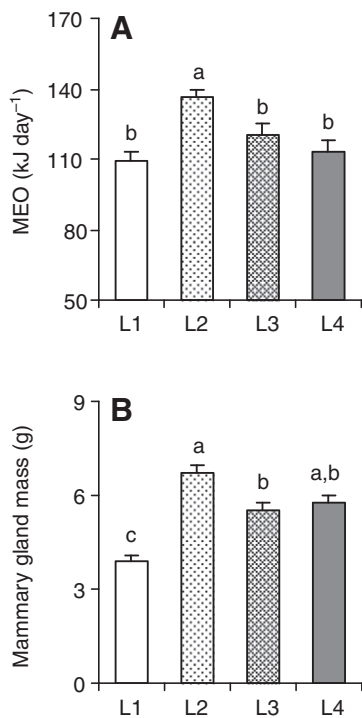 A
MEO (kJ day⁻¹)
170
140
110
80
50
b
a
b
b
L1
L2
L3
L4
B
Mammary gland mass (g)
9
6
3
0
c
a
b
a,b
L1
L2
L3
L4